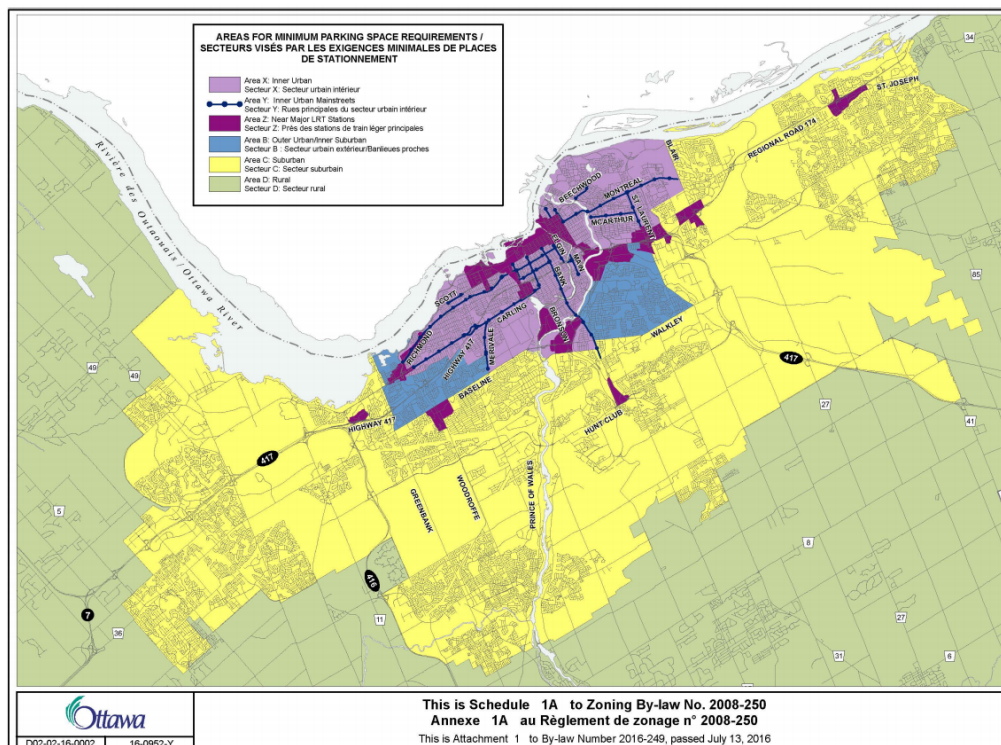 AREAS FOR MINIMUM PARKING SPACE REQUIREMENTS /
SECTEURS VISÉS PAR LES EXIGENCES MINIMALES DE PLACES
DE STATIONNEMENT
Area X: Inner Urban
Secteur X: Secteur urbain intérieur
Area Y: Inner Urban Mainstreets
Secteur Y: Rues principales du secteur urbain intérieur
Area Z: Near Major LRT Stations
Secteur Z: Près des stations de train léger principales
Area B: Outer Urban/Inner Suburban
Secteur B : Secteur urbain extérieur/Banlieues proches
Area C: Suburban
Secteur C: Secteur suburbain
Area D: Rural
Secteur D: Secteur rural
Rivière des Outaouais / Ottawa River
34
ST. JOSEPH
REGIONAL ROAD 174
BLAIR
BEECHWOOD
MONTREAL
ST. LAURENT
MCARTHUR
ELGIN
MAIN
BANK
SCOTT
CARLING
BRONSON
RICHMOND
HIGHWAY 417
MERIVALE
WALKLEY
BASELINE
85
417
49
49
HIGHWAY 417
HUNT CLUB
27
41
417
GREENBANK
WOODROFFE
PRINCE OF WALES
5
8
416
7
36
11
27
31
6
Ottawa
D02-02-16-0002
16-0952-Y
This is Schedule 1A to Zoning By-law No. 2008-250
Annexe 1A au Règlement de zonage n° 2008-250
This is Attachment 1 to By-law Number 2016-249, passed July 13, 2016